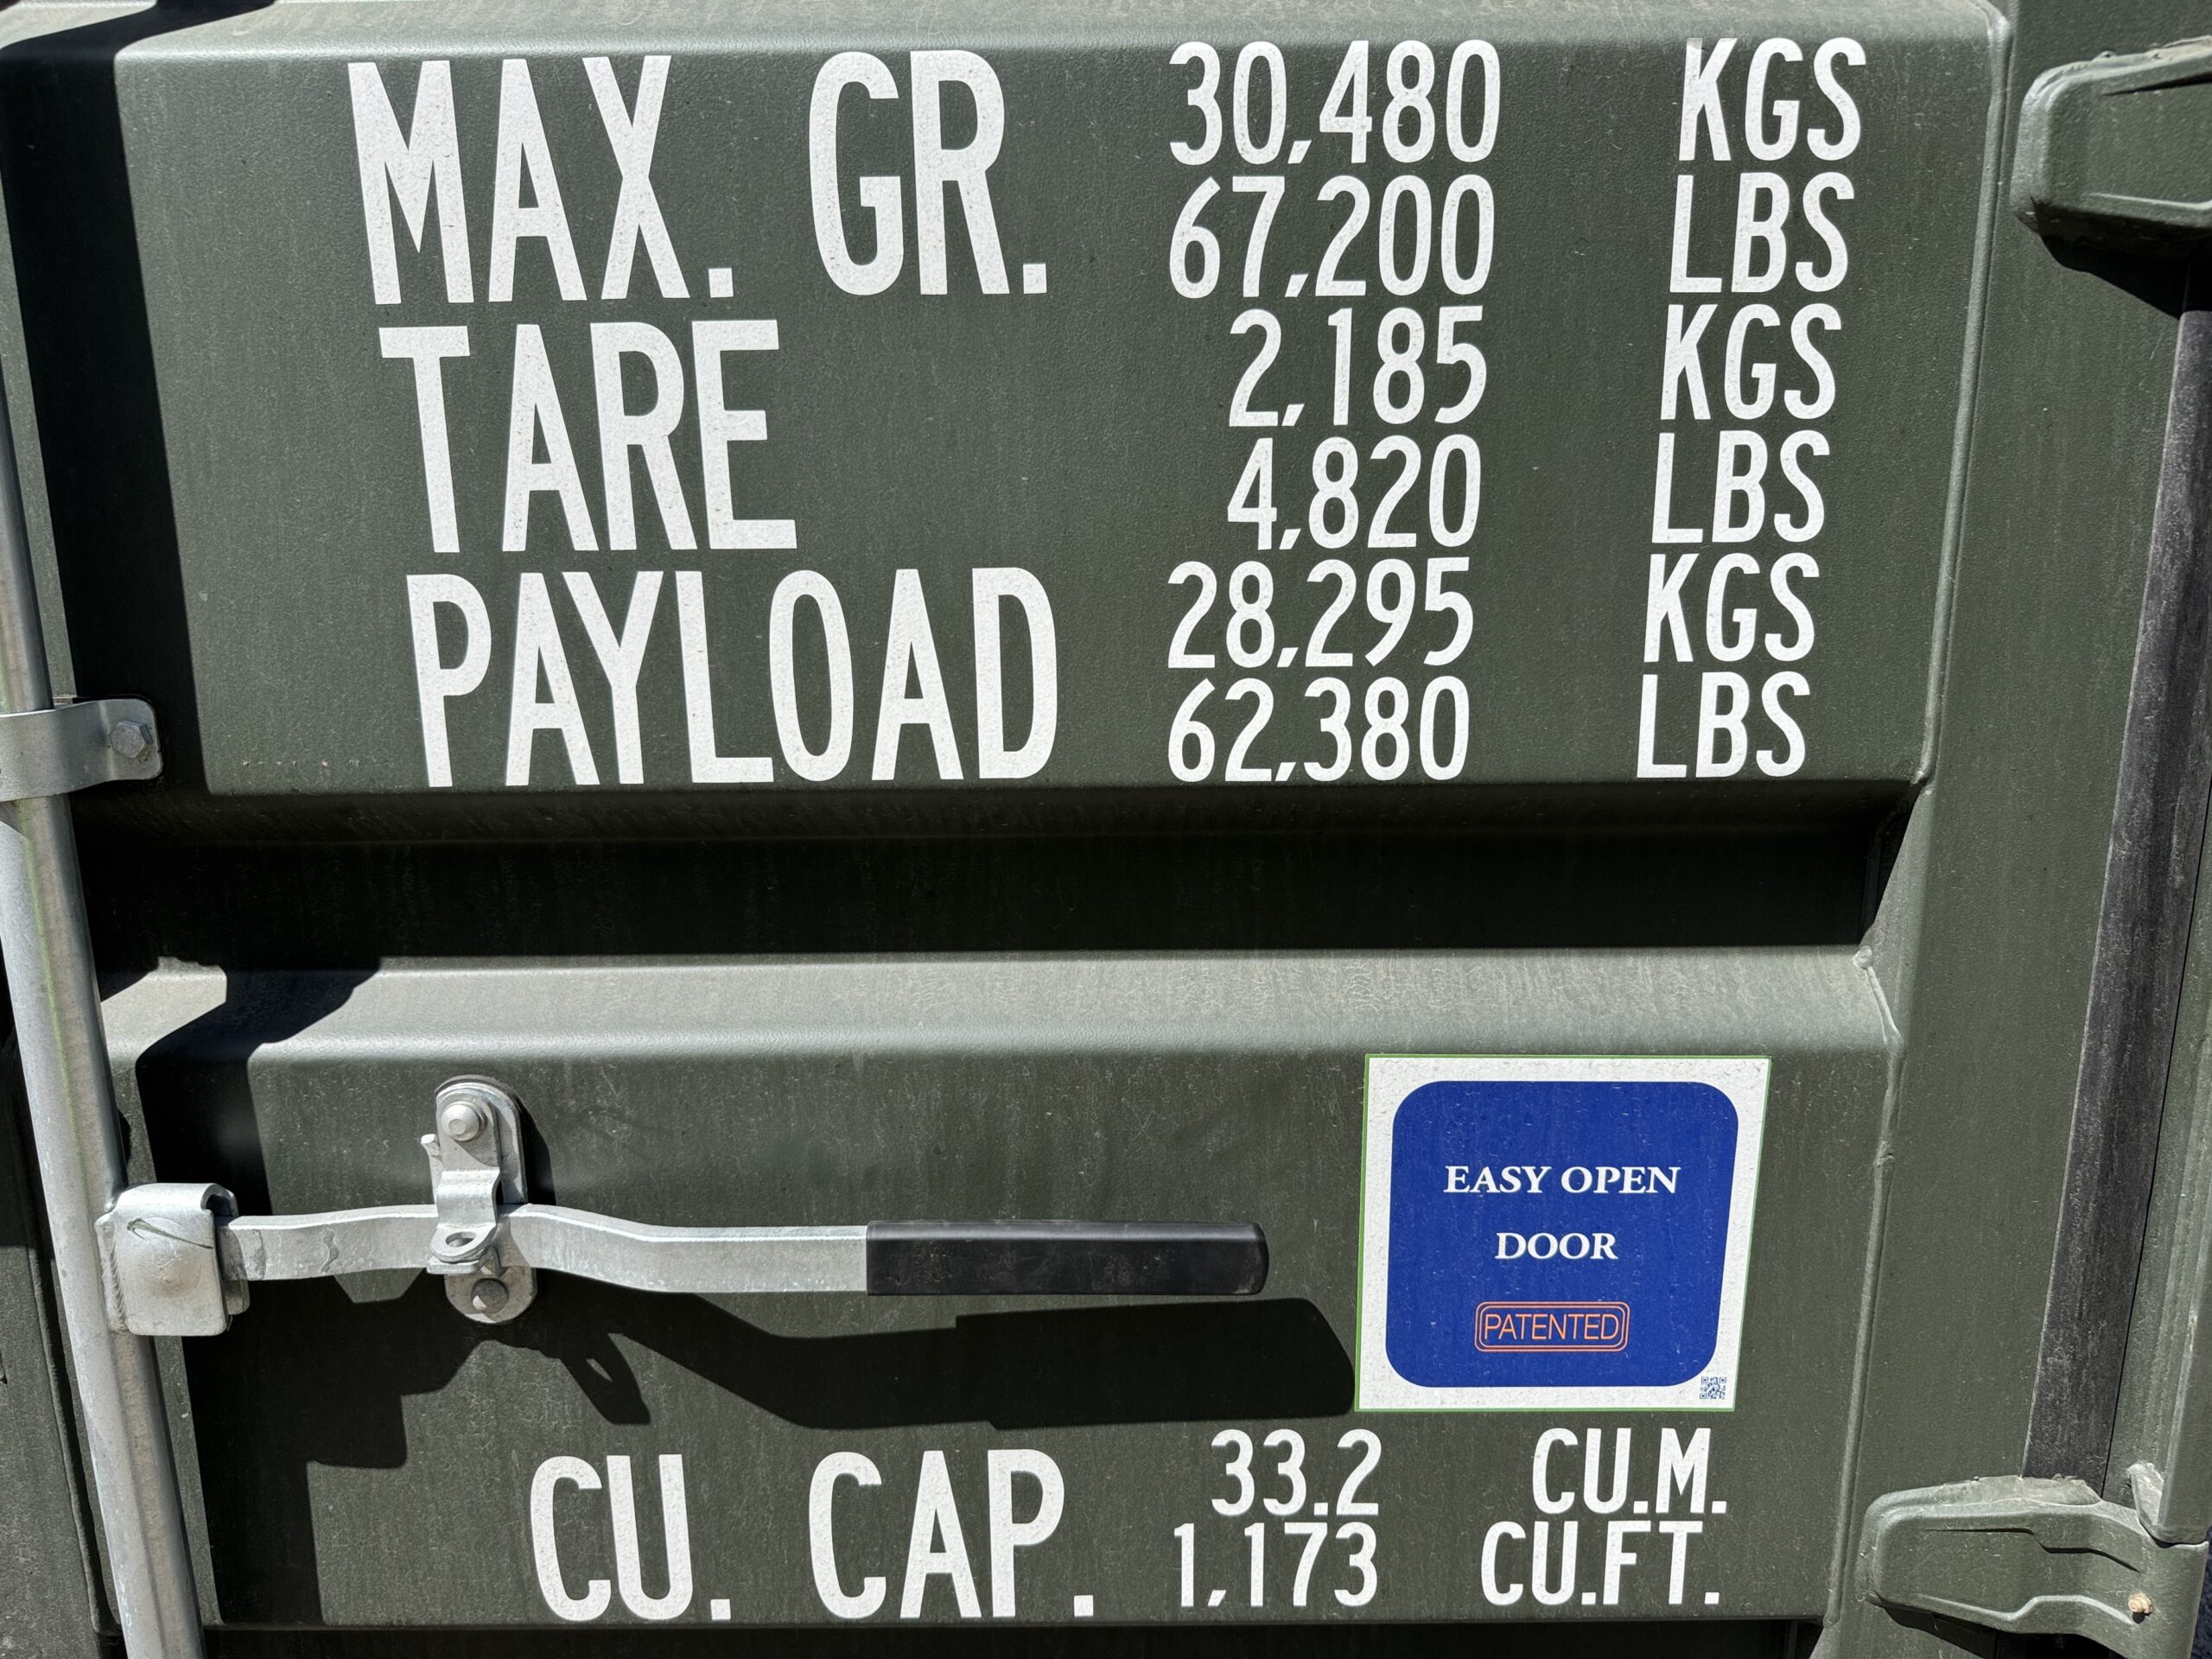 MAX. GR. 30,480 KGS
67,200 LBS
TARE 2,185 KGS
4,820 LBS
PAYLOAD 28,295 KGS
62,380 LBS
EASY OPEN
DOOR
PATENTED
CU. CAP. 33.2 CU.M.
1,173 CU.FT.